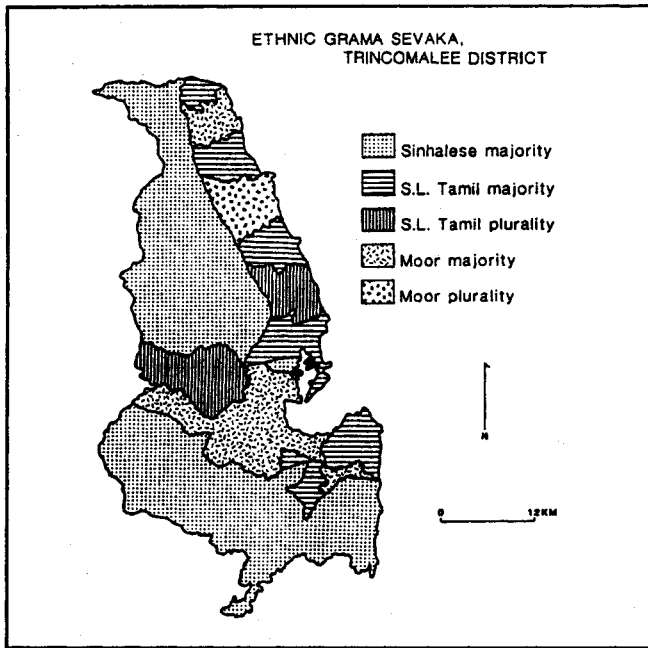 ETHNIC GRAMA SEVAKA,
TRINCOMALEE DISTRICT
Sinhalese majority
S.L. Tamil majority
S.L. Tamil plurality
Moor majority
Moor plurality
N
0 12KM